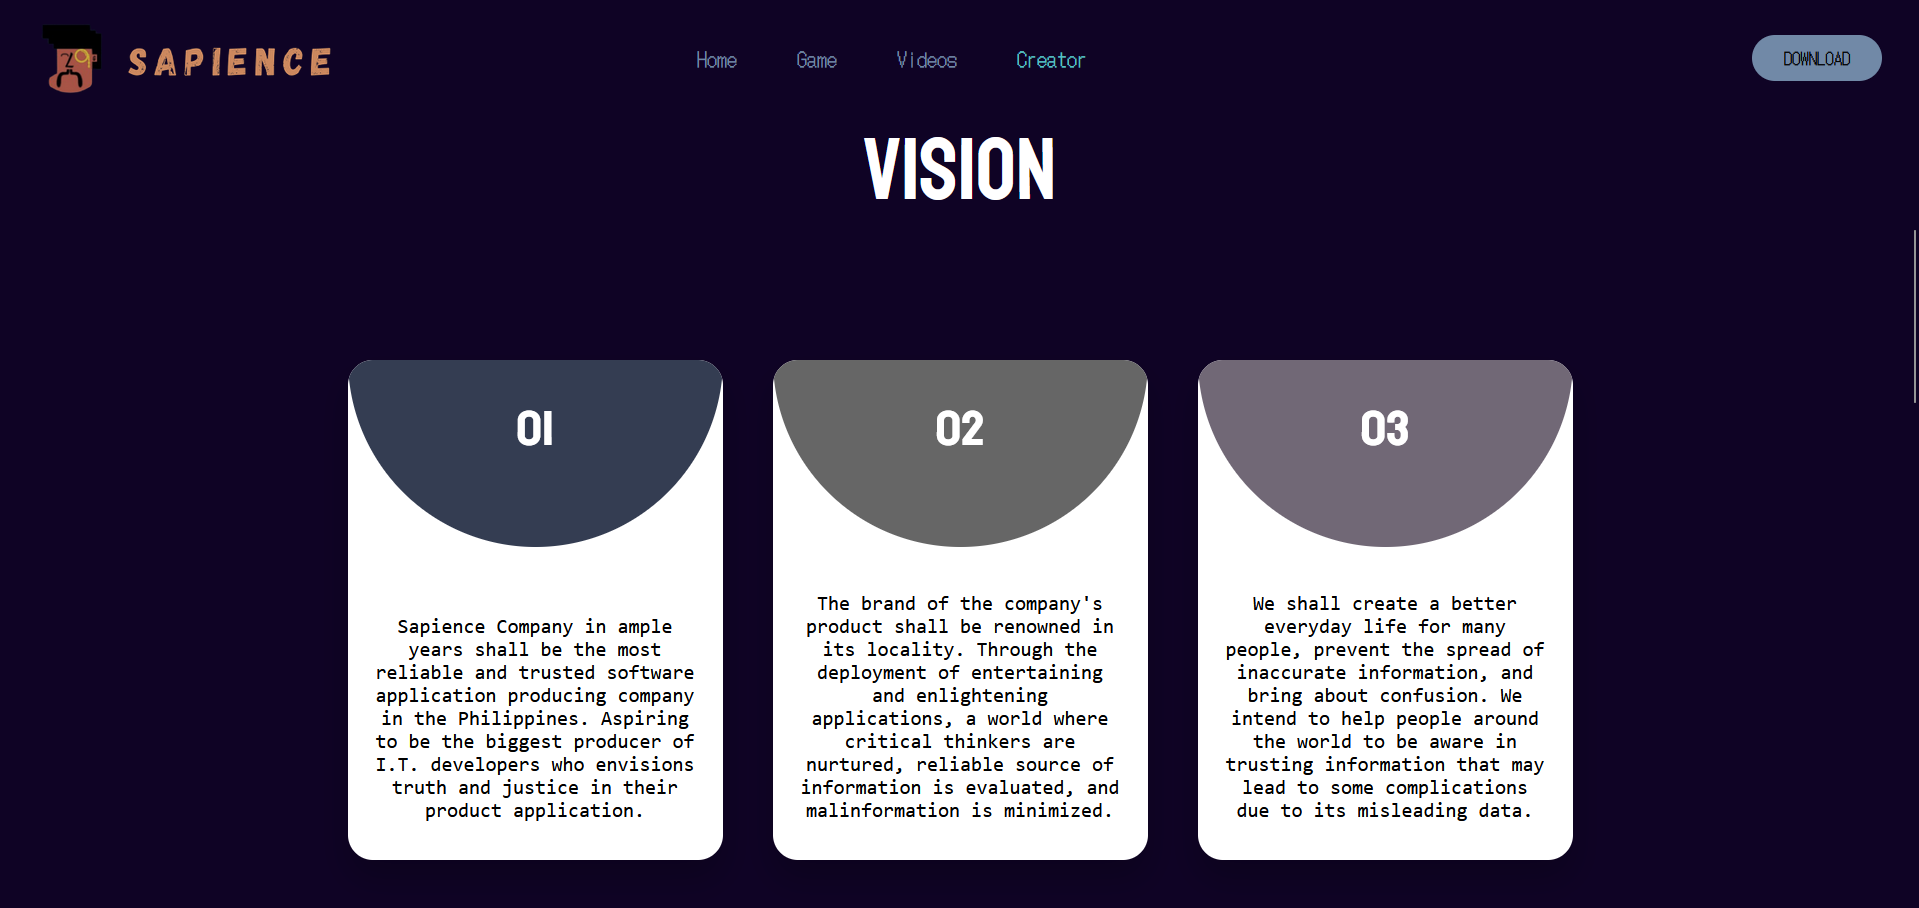 SAPIENCE
Home
Game
Videos
Creator
DOWNLOAD
VISION
01
Sapience Company in ample
years shall be the most
reliable and trusted software
application producing company
in the Philippines. Aspiring
to be the biggest producer of
I.T. developers who envisions
truth and justice in their
product application.
02
The brand of the company's
product shall be renowned in
its locality. Through the
deployment of entertaining
and enlightening
applications, a world where
critical thinkers are
nurtured, reliable source of
information is evaluated, and
malinformation is minimized.
03
We shall create a better
everyday life for many
people, prevent the spread of
inaccurate information, and
bring about confusion. We
intend to help people around
the world to be aware in
trusting information that may
lead to some complications
due to its misleading data.